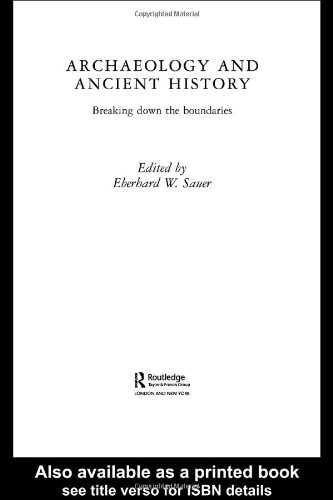 ARCHAEOLOGY AND
ANCIENT HISTORY
Breaking down the boundaries
Edited by
Eberhard W. Sauer
Routledge
Taylor & Francis Group
LONDON AND NEW YORK
Also available as a printed book
see title verso for ISBN details